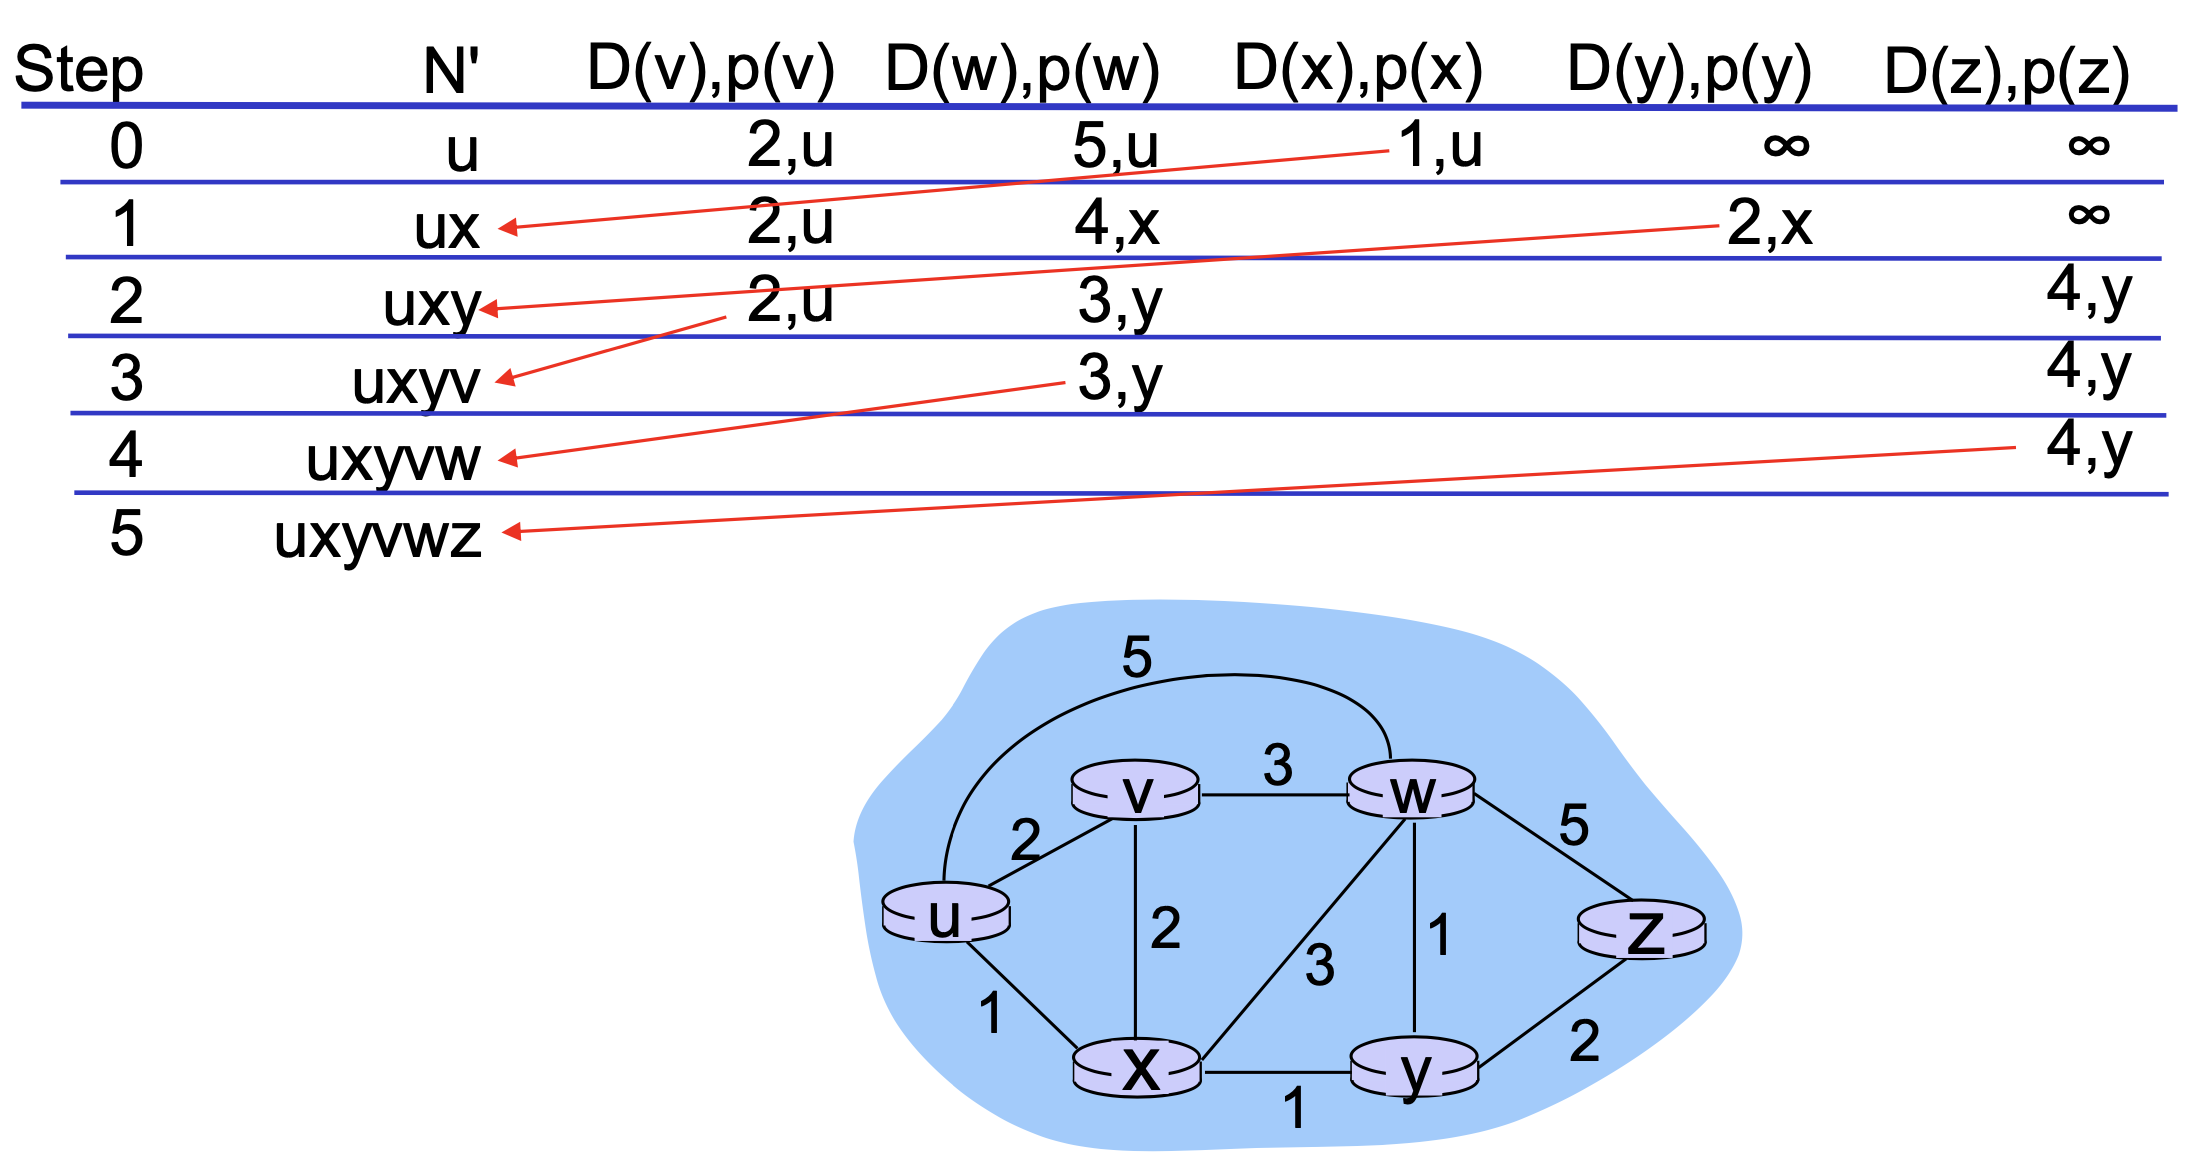 Step N' D(v),p(v) D(w),p(w) D(x),p(x) D(y),p(y) D(z),p(z)
0 u 2,u 5,u 1,u ∞ ∞
1 ux 2,u 4,x 2,x ∞
2 uxy 2,u 3,y 4,y
3 uxyv 3,y 4,y
4 uxyvw 4,y
5 uxyvwz
5
3
v w
5
2
u 2 1 z
3
1 2
x y
1